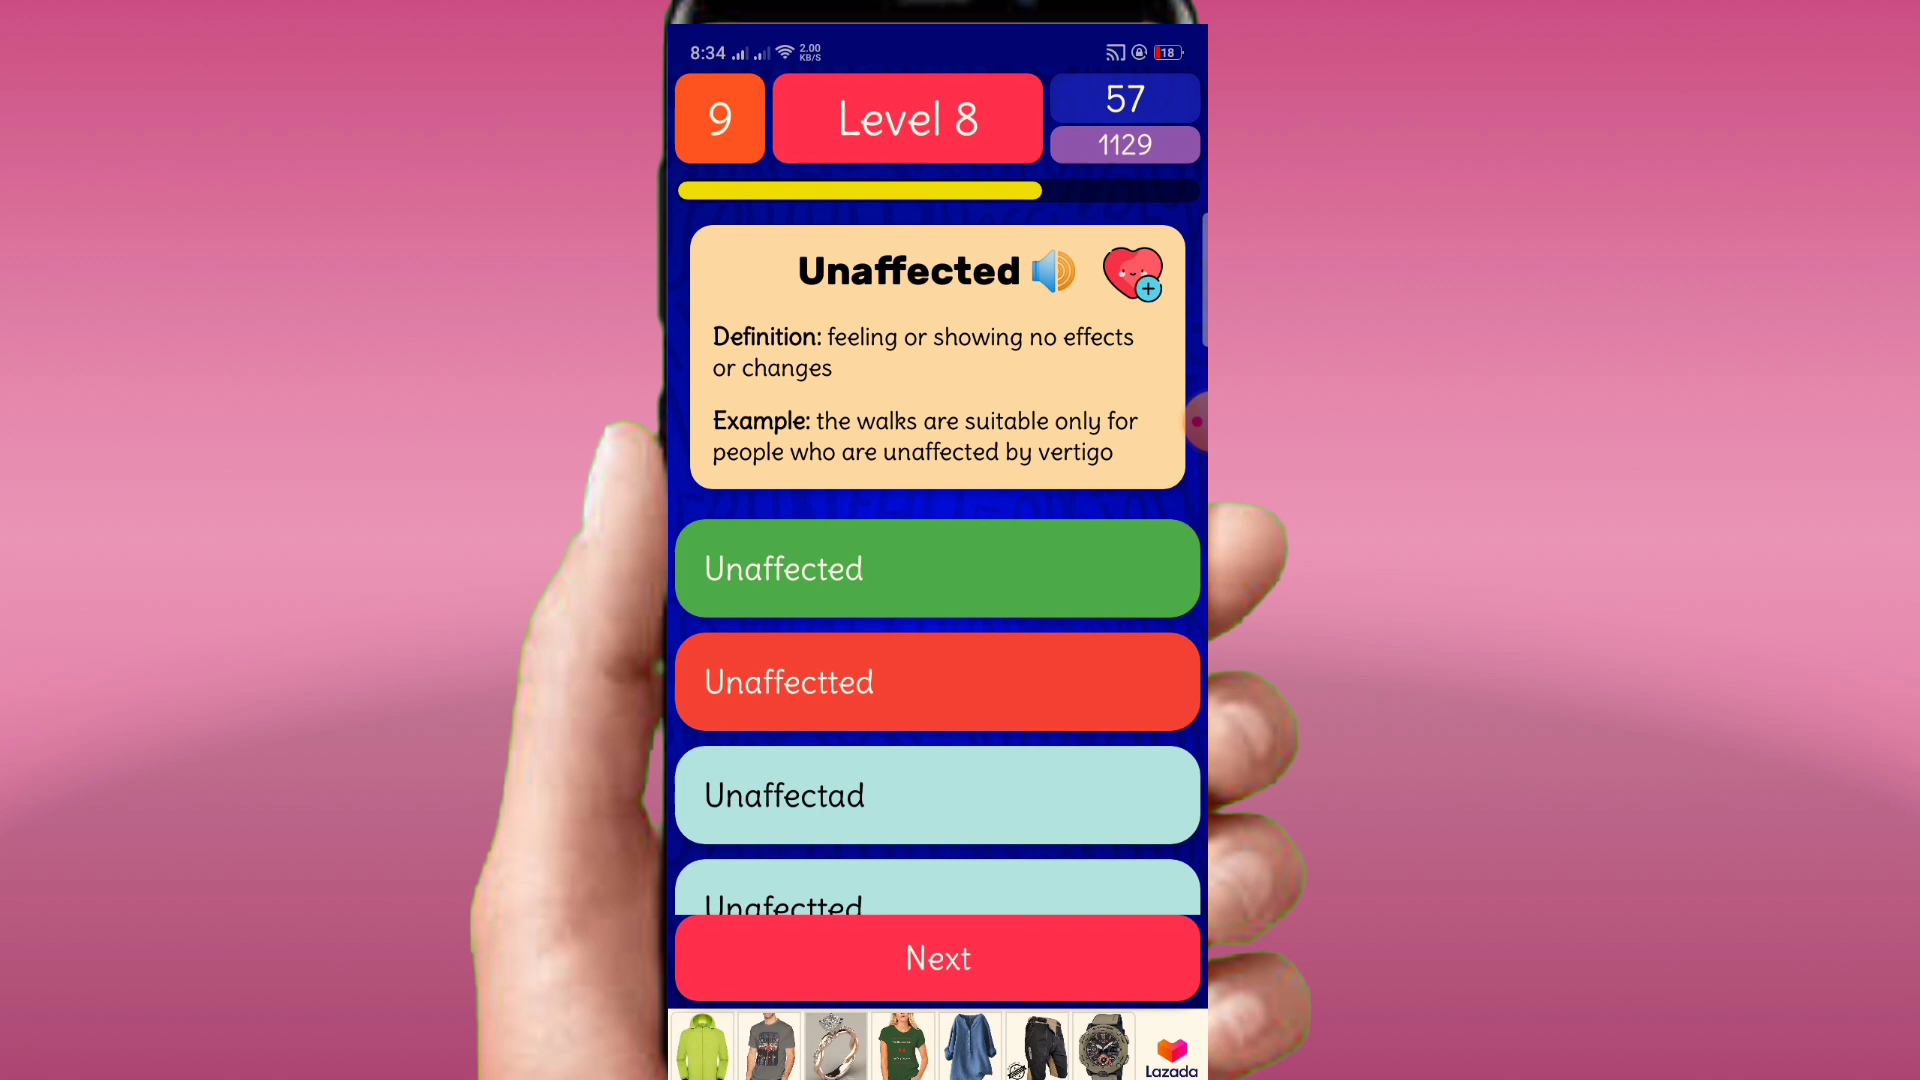 8:34
2.00
KB/S
18
9
Level 8
57
1129
Unaffected
Definition: feeling or showing no effects
or changes
Example: the walks are suitable only for
people who are unaffected by vertigo
Unaffected
Unaffectted
Unaffectad
Unafectted
Next
Lazada